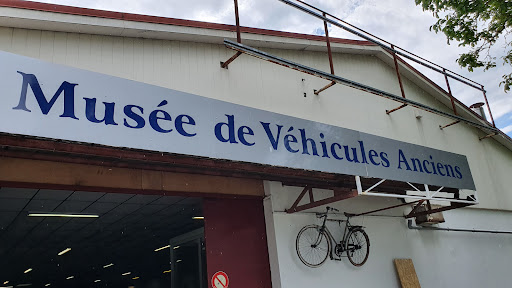 Musée de Véhicules Anciens